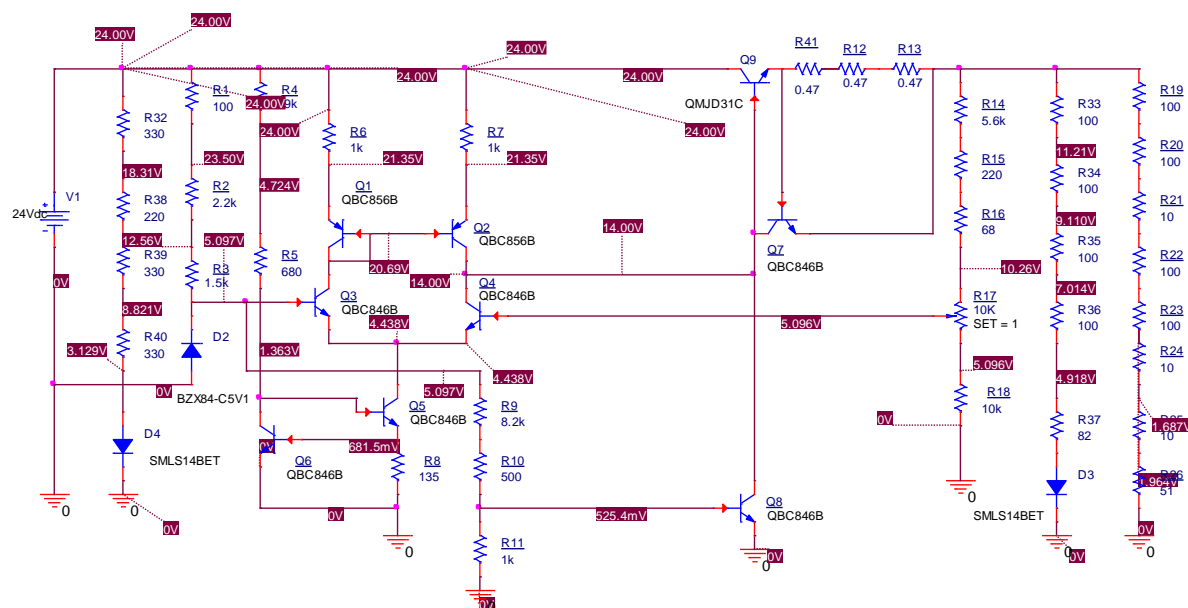 24.00V
24.00V
24.00V
24.00V
24.00V
24.00V
24.00V
24.00V
24.00V
Q9
QMJD31C
R41
0.47
R12
0.47
R13
0.47
R32
330
R1
100
R4
R6
1k
R7
1k
R14
5.6k
R33
100
R19
100
18.31V
23.50V
21.35V
21.35V
11.21V
V1
24Vdc
R38
220
R2
2.2k
4.724V
Q1
QBC856B
Q2
QBC856B
R15
220
R34
100
R20
100
R16
68
9.110V
R21
10
12.56V
5.097V
20.69V
14.00V
Q7
QBC846B
R39
330
R3
1.5k
R5
680
14.00V
Q4
QBC846B
10.26V
R35
100
R22
100
0V
Q3
QBC846B
7.014V
8.821V
4.438V
5.096V
R17
10K
SET = 1
R36
100
R23
100
R40
330
D2
3.129V
1.363V
4.438V
5.096V
R24
10
0V
BZX84-C5V1
5.097V
4.918V
R18
10k
D4
SMLS14BET
Q5
QBC846B
R9
8.2k
0V
R37
82
10
1.687V
0V
681.5mV
Q6
QBC846B
R8
135
R10
500
D3
SMLS14BET
51
0V
0
0
0V
525.4mV
Q8
QBC846B
0
0V
0
R11
1k
0V
0
0V
0
0V
0
0V
0